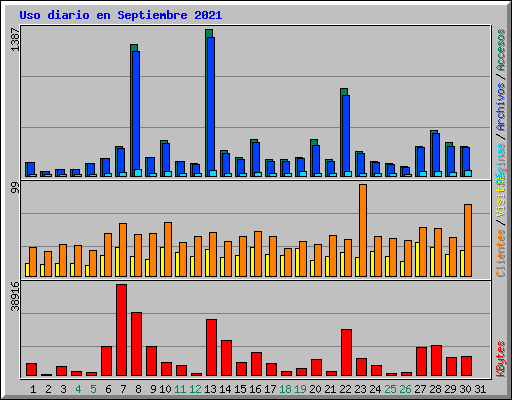 Uso diario en Septiembre 2021
1387
99
38916
Accesos / Archivos / Páginas
Visitas / Clientes
KBytes
1 2 3 4 5 6 7 8 9 10 11 12 13 14 15 16 17 18 19 20 21 22 23 24 25 26 27 28 29 30 31